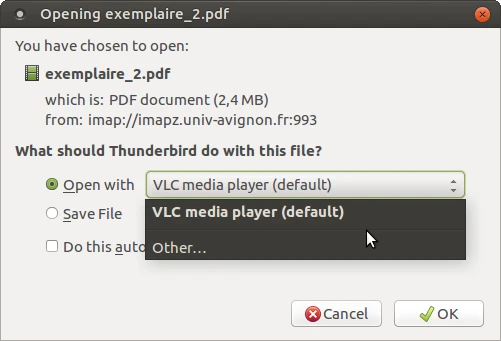 Opening exemplaire_2.pdf
You have chosen to open:
exemplaire_2.pdf
which is: PDF document (2,4 MB)
from: imap://imapz.univ-avignon.fr:993
What should Thunderbird do with this file?
Open with VLC media player (default)
VLC media player (default)
Save File
Other...
Do this auto
Cancel OK